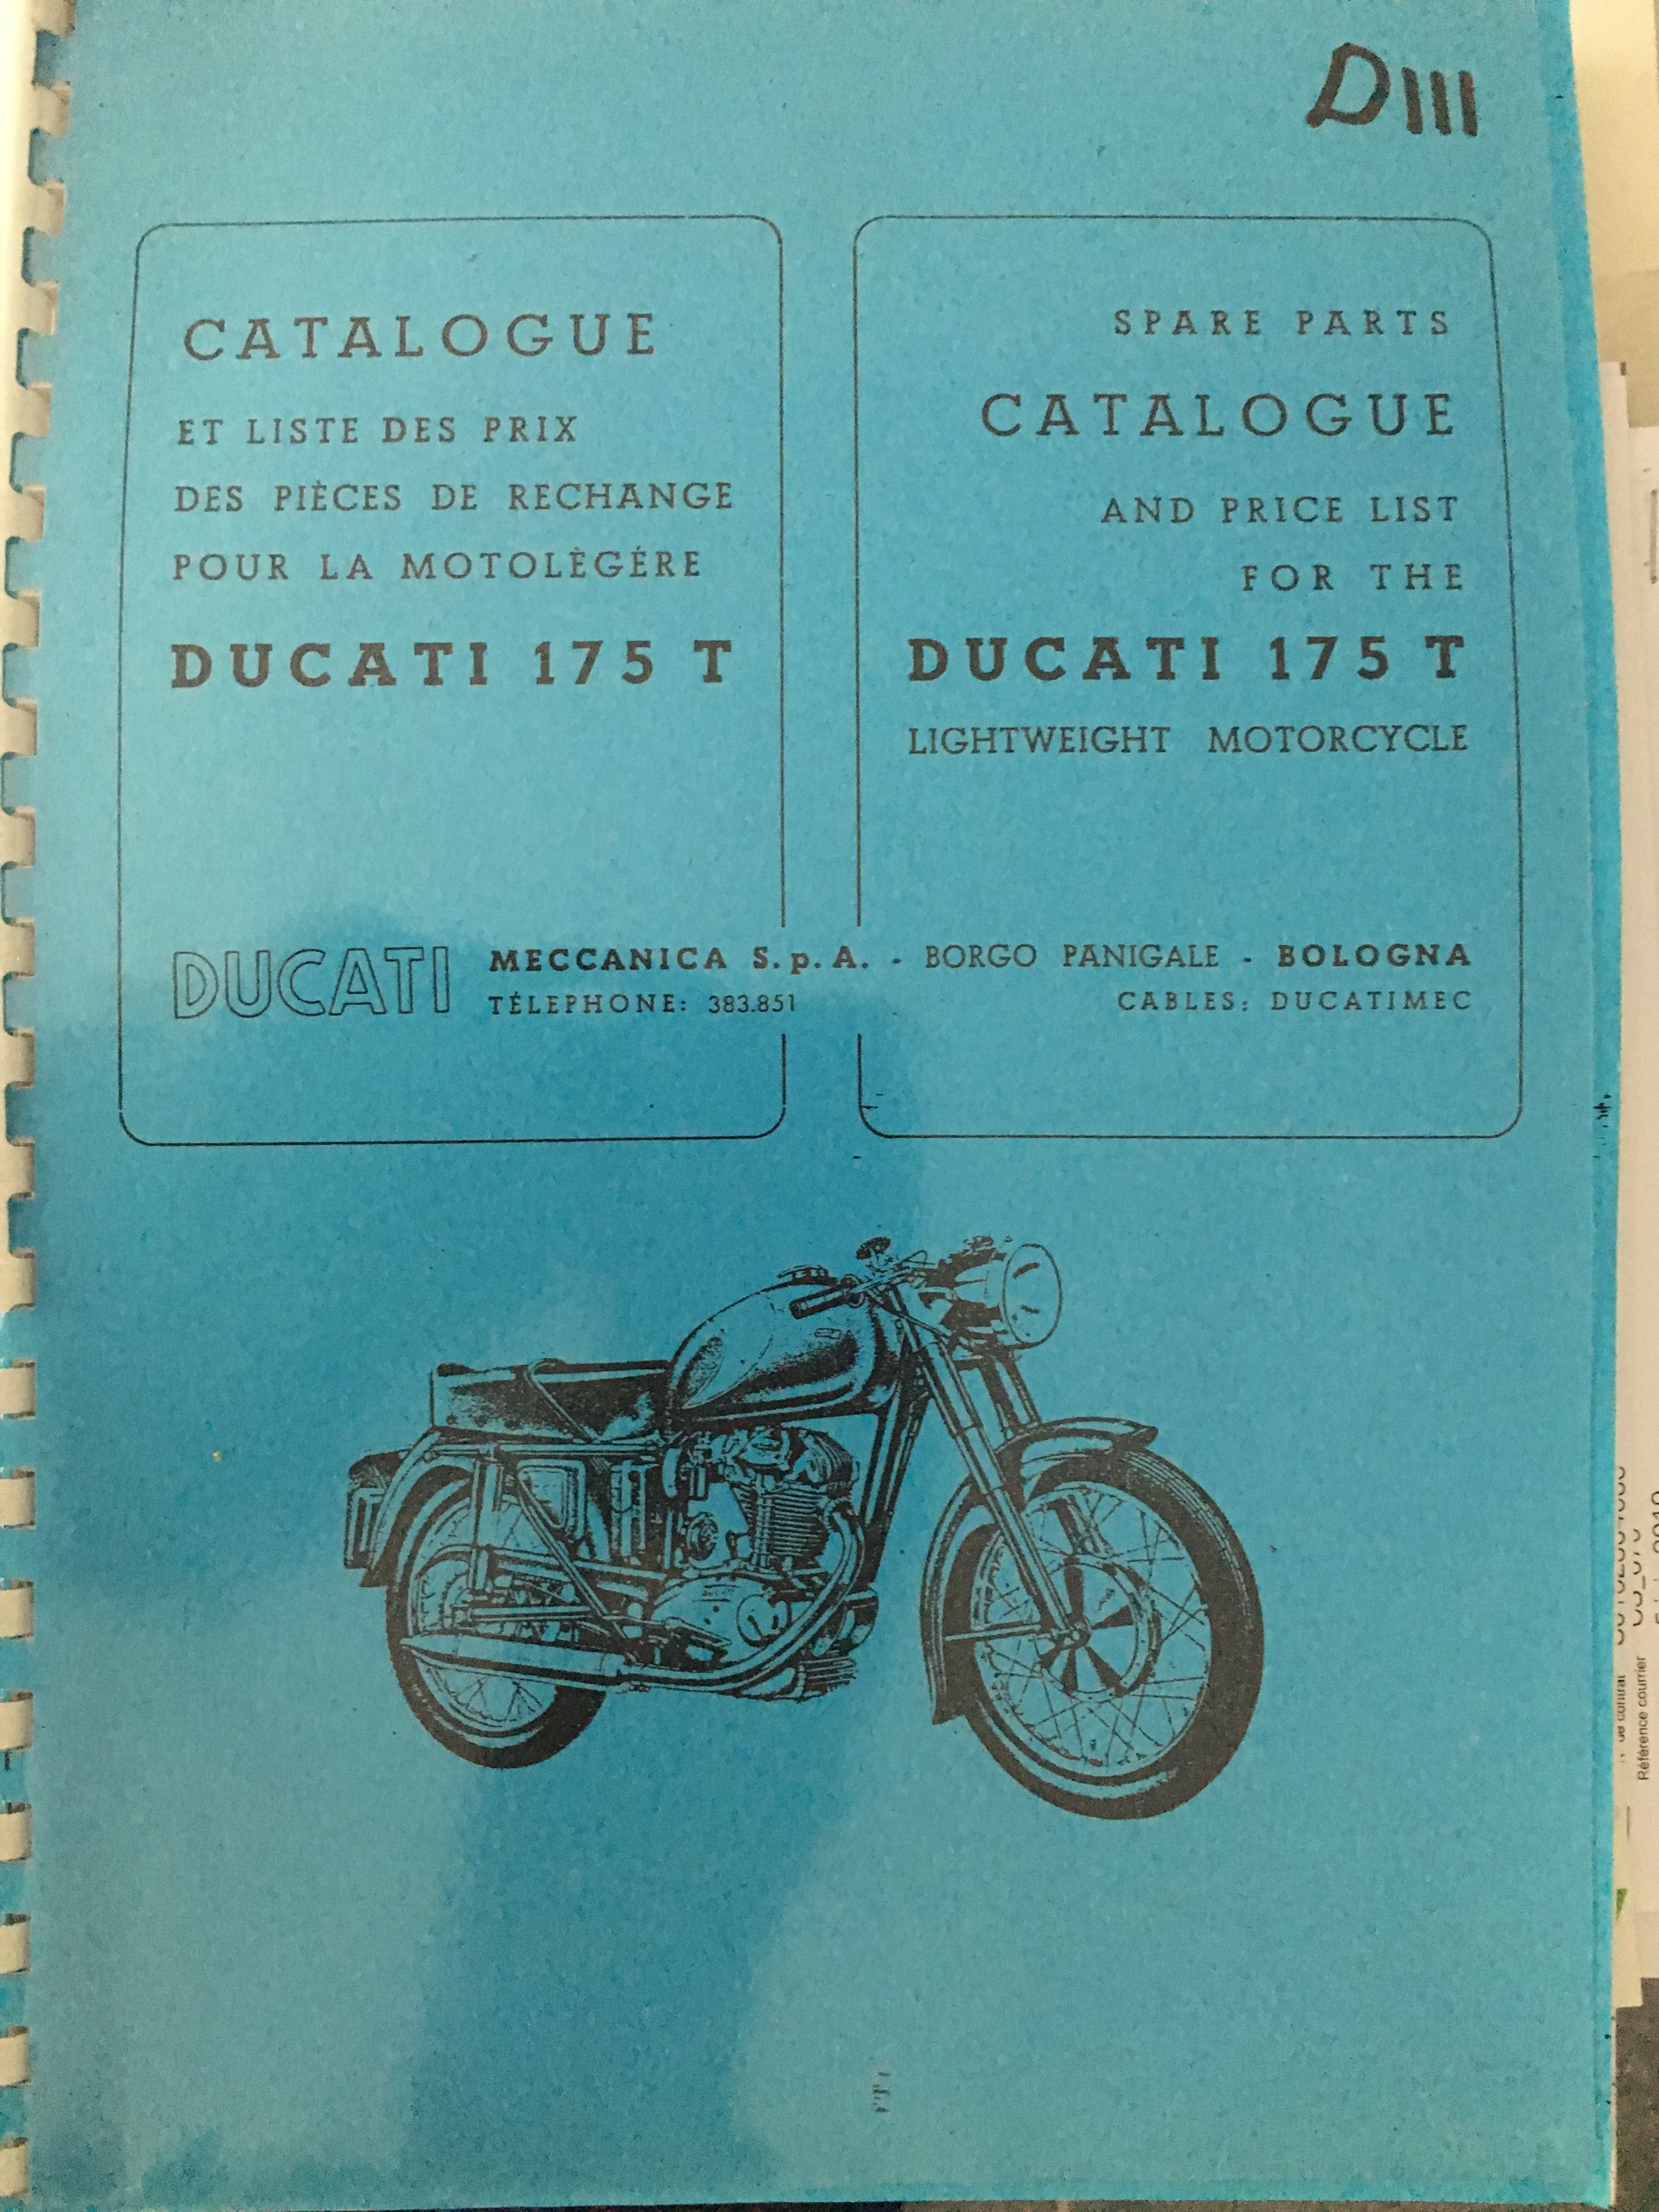 DIII
CATALOGUE
ET LISTE DES PRIX
DES PIÈCES DE RECHANGE
POUR LA MOTOLÈGÉRE
DUCATI 175 T
SPARE PARTS
CATALOGUE
AND PRICE LIST
FOR THE
DUCATI 175 T
LIGHTWEIGHT MOTORCYCLE
DUCATI MECCANICA S.p.A. - BORGO PANIGALE - BOLOGNA
TÉLEPHONE: 383.851 CABLES: DUCATIMEC
Référence courrier